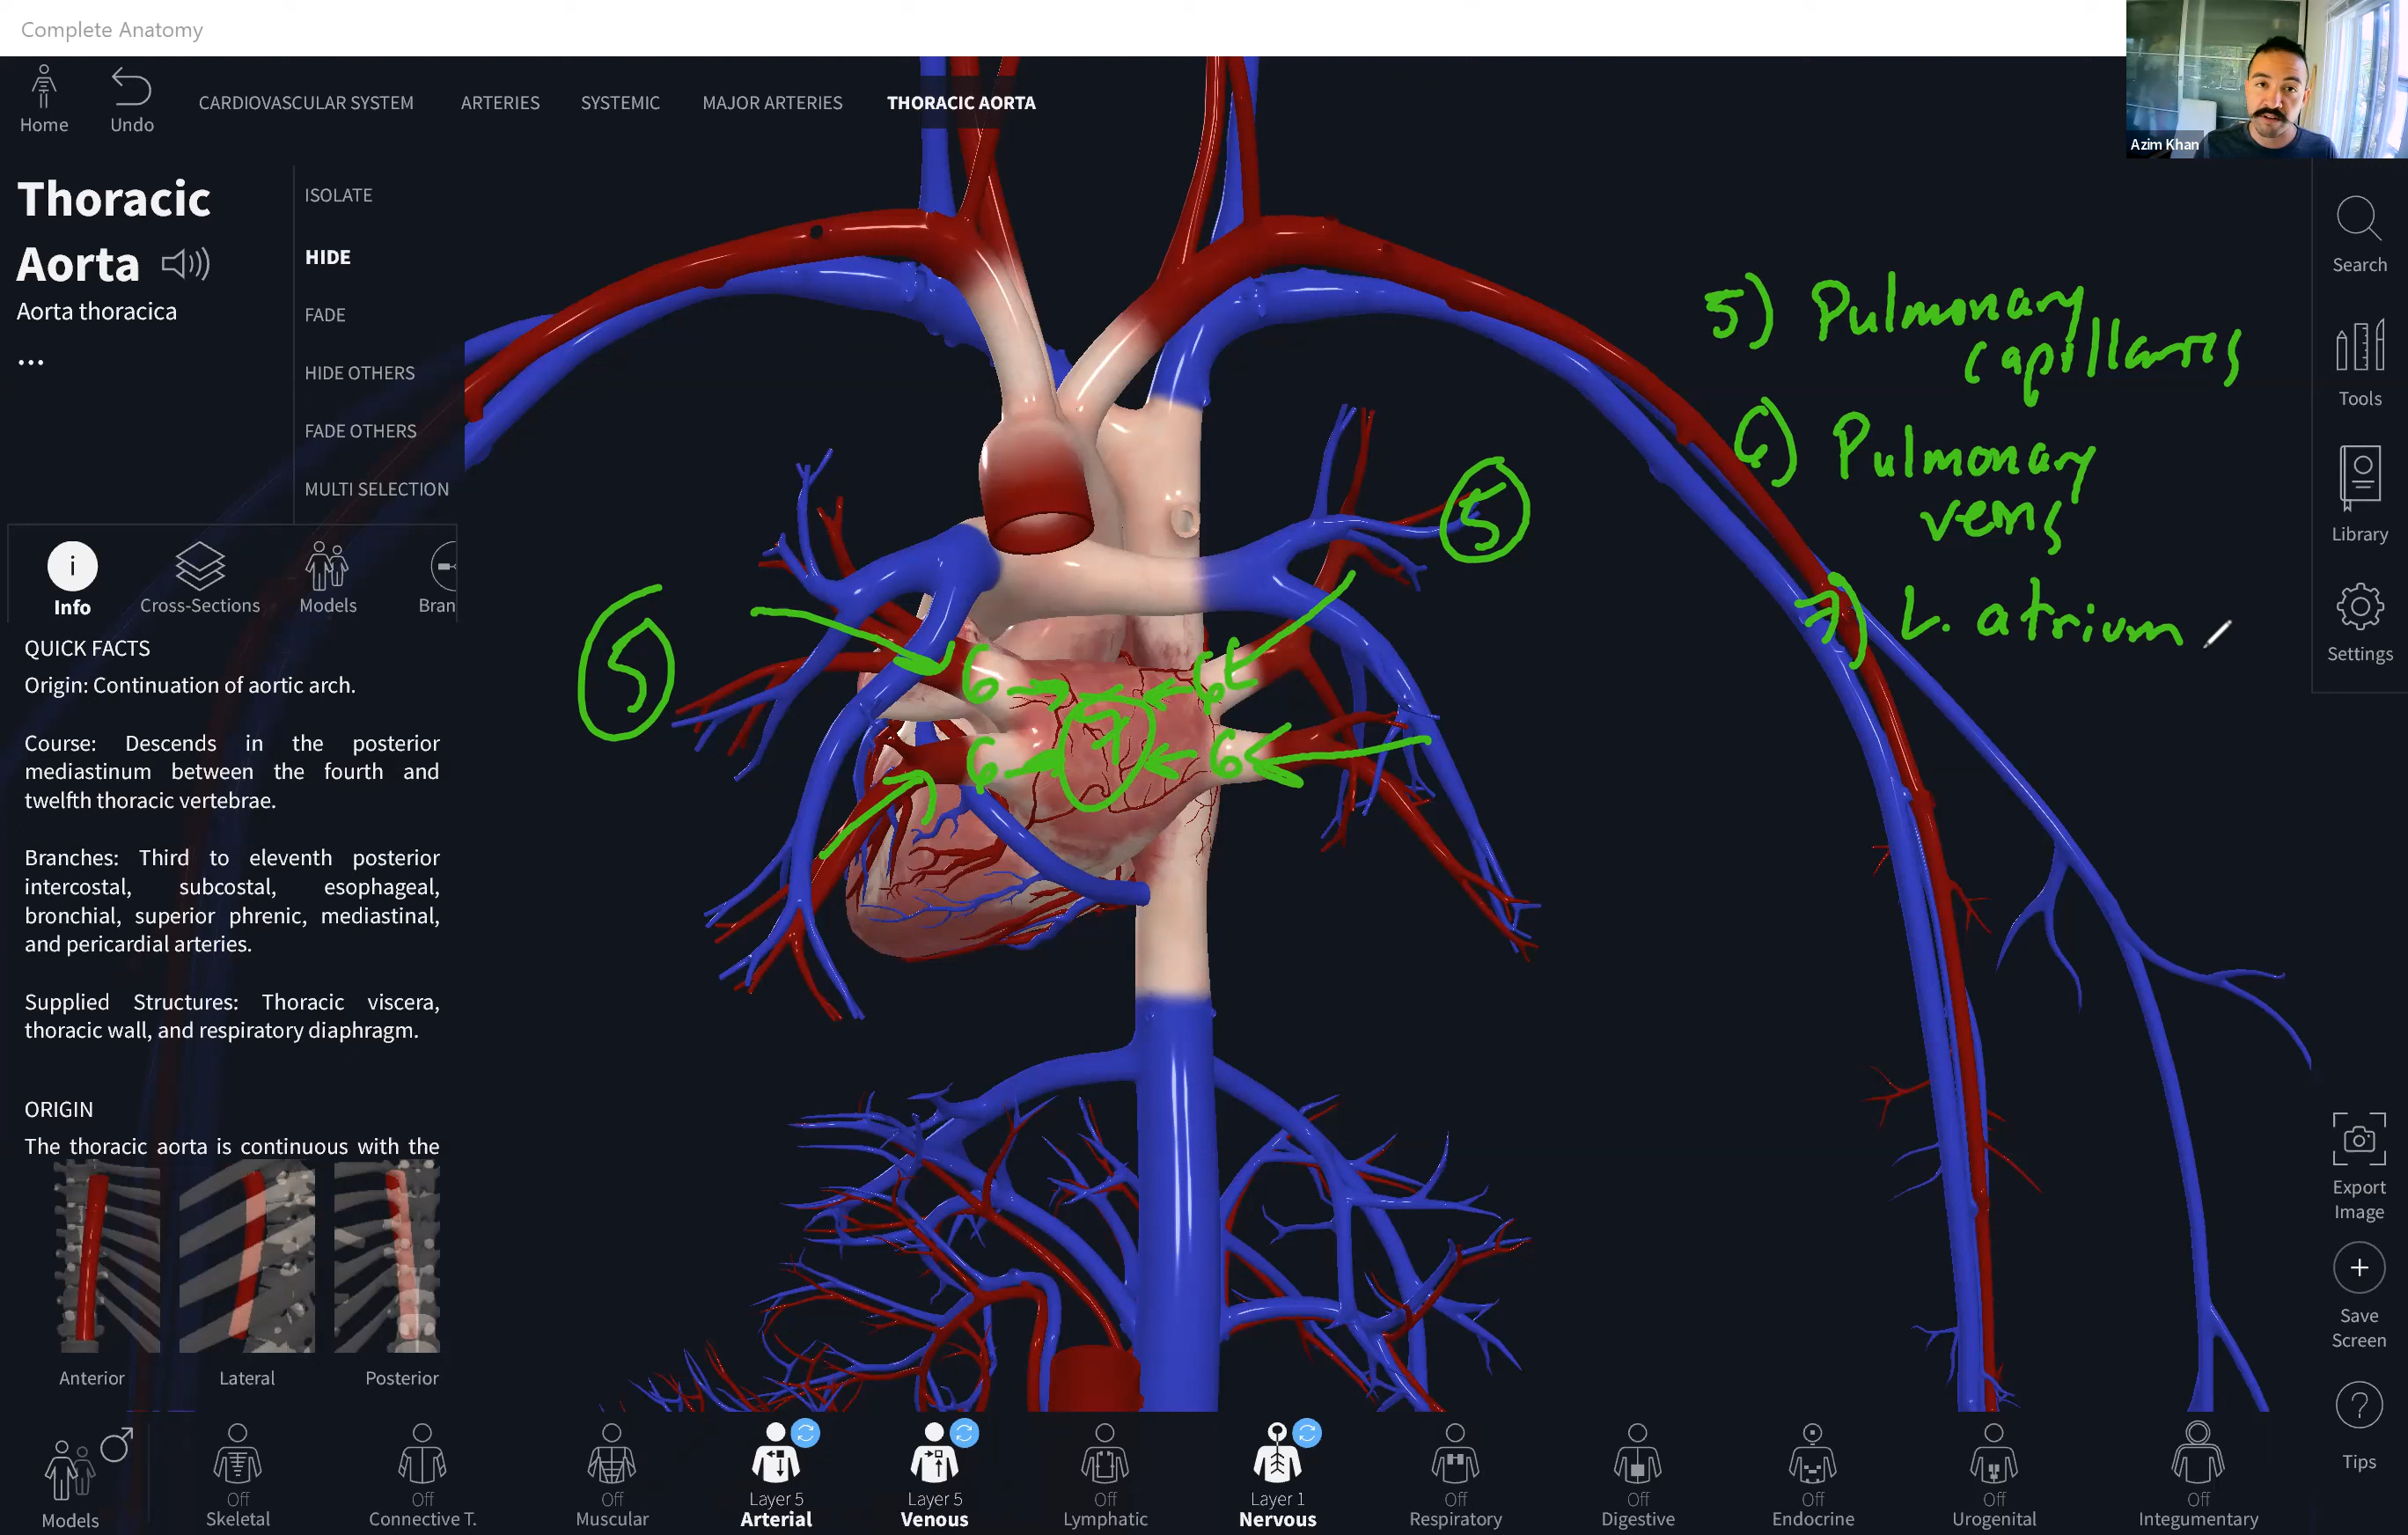 Complete Anatomy
Azim Khan
Home
Undo
CARDIOVASCULAR SYSTEM ARTERIES SYSTEMIC MAJOR ARTERIES THORACIC AORTA
Thoracic
Aorta
Aorta thoracica
...
ISOLATE
HIDE
FADE
HIDE OTHERS
FADE OTHERS
MULTI SELECTION
i
Info
Cross-Sections
Models
Bran
QUICK FACTS
Origin: Continuation of aortic arch.
Course: Descends in the posterior
mediastinum between the fourth and
twelfth thoracic vertebrae.
Branches: Third to eleventh posterior
intercostal, subcostal, esophageal,
bronchial, superior phrenic, mediastinal,
and pericardial arteries.
Supplied Structures: Thoracic viscera,
thoracic wall, and respiratory diaphragm.
ORIGIN
The thoracic aorta is continuous with the
Anterior Lateral Posterior
5) Pulmonary
capillaries
6) Pulmonary
veins
7) L. atrium
5
5
6 6
7
6 6
Search
Tools
Library
Settings
Export
Image
+
Save
Screen
?
Tips
Models
Off
Skeletal
Off
Connective T.
Off
Muscular
Layer 5
Arterial
Layer 5
Venous
Off
Lymphatic
Layer 1
Nervous
Off
Respiratory
Off
Digestive
Off
Endocrine
Off
Urogenital
Off
Integumentary